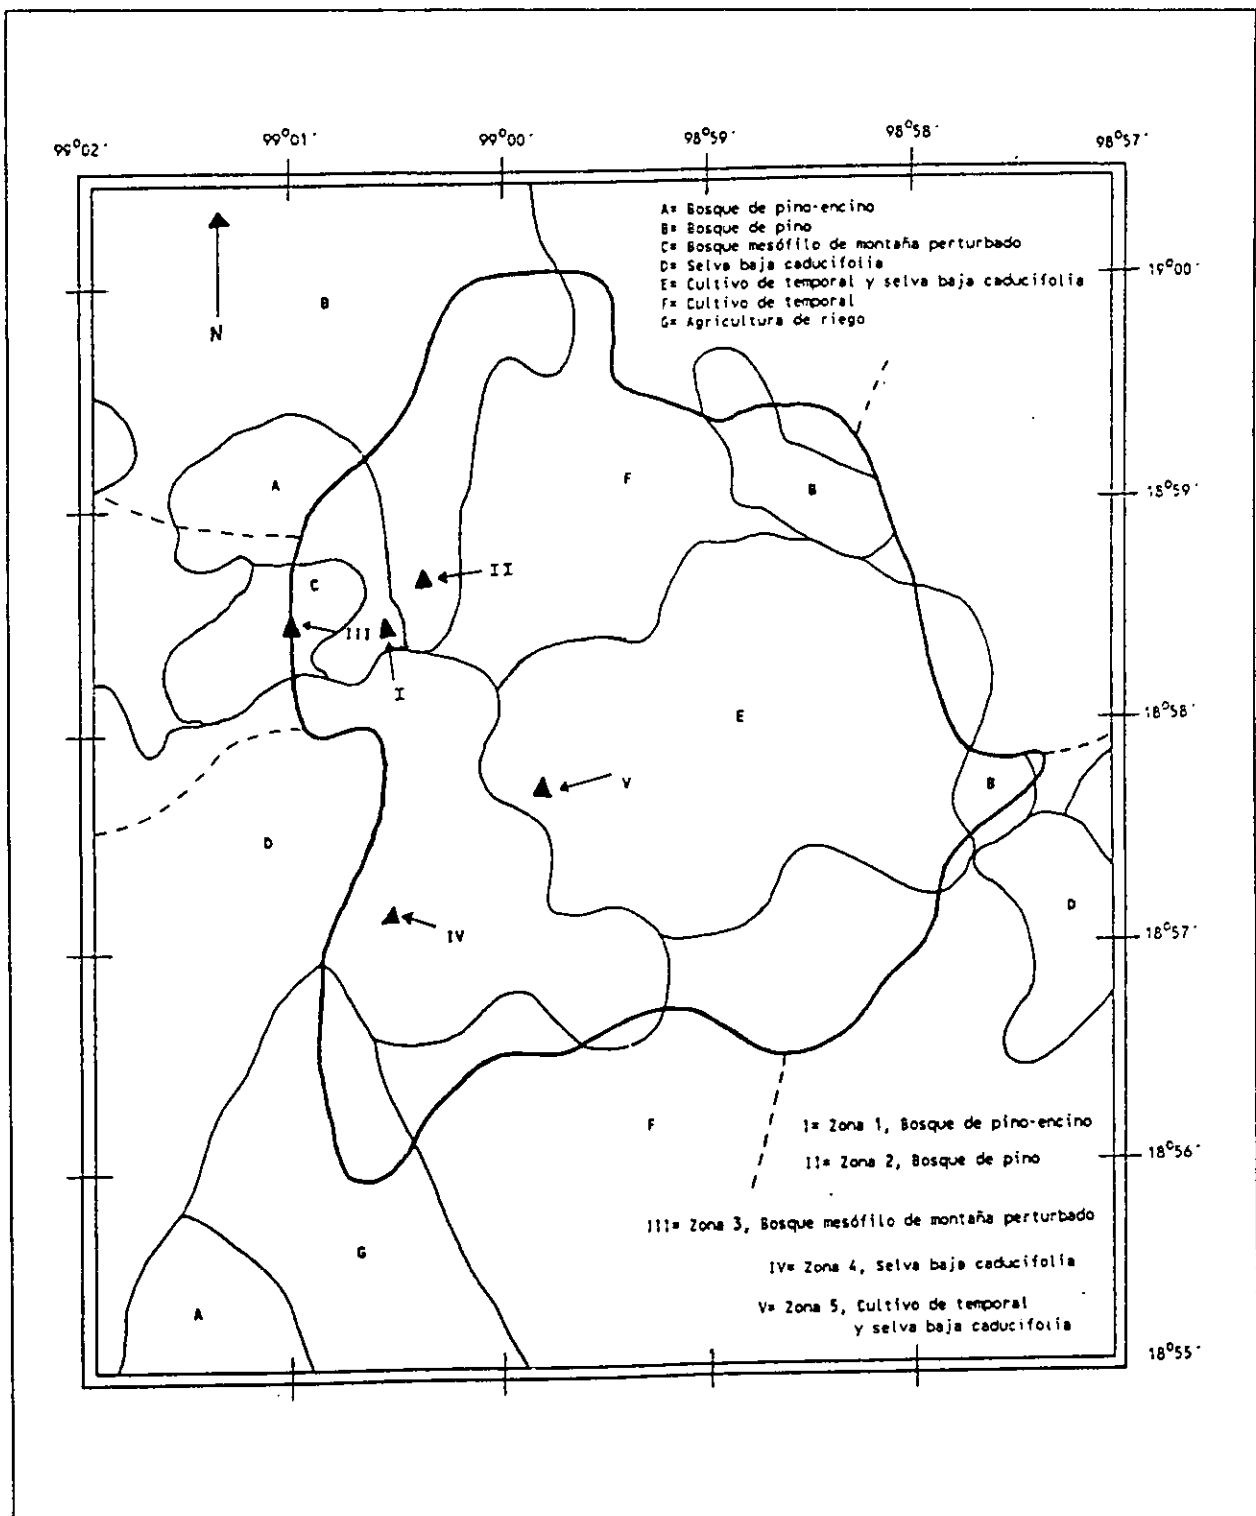 99°02'
99°01'
99°00'
98°59'
98°58'
98°57'
A= Bosque de pino-encino
B= Bosque de pino
C= Bosque mesófilo de montaña perturbado
D= Selva baja caducifolia
E= Cultivo de temporal y selva baja caducifolia
F= Cultivo de temporal
G= Agricultura de riego
19°00'
B
N
A
F
B
18°59'
II
C
III
I
E
18°58'
V
B
D
D
IV
18°57'
F
I= Zona 1, Bosque de pino-encino
18°56'
II= Zona 2, Bosque de pino
III= Zona 3, Bosque mesófilo de montaña perturbado
G
IV= Zona 4, Selva baja caducifolia
V= Zona 5, Cultivo de temporal
y selva baja caducifolia
A
18°55'